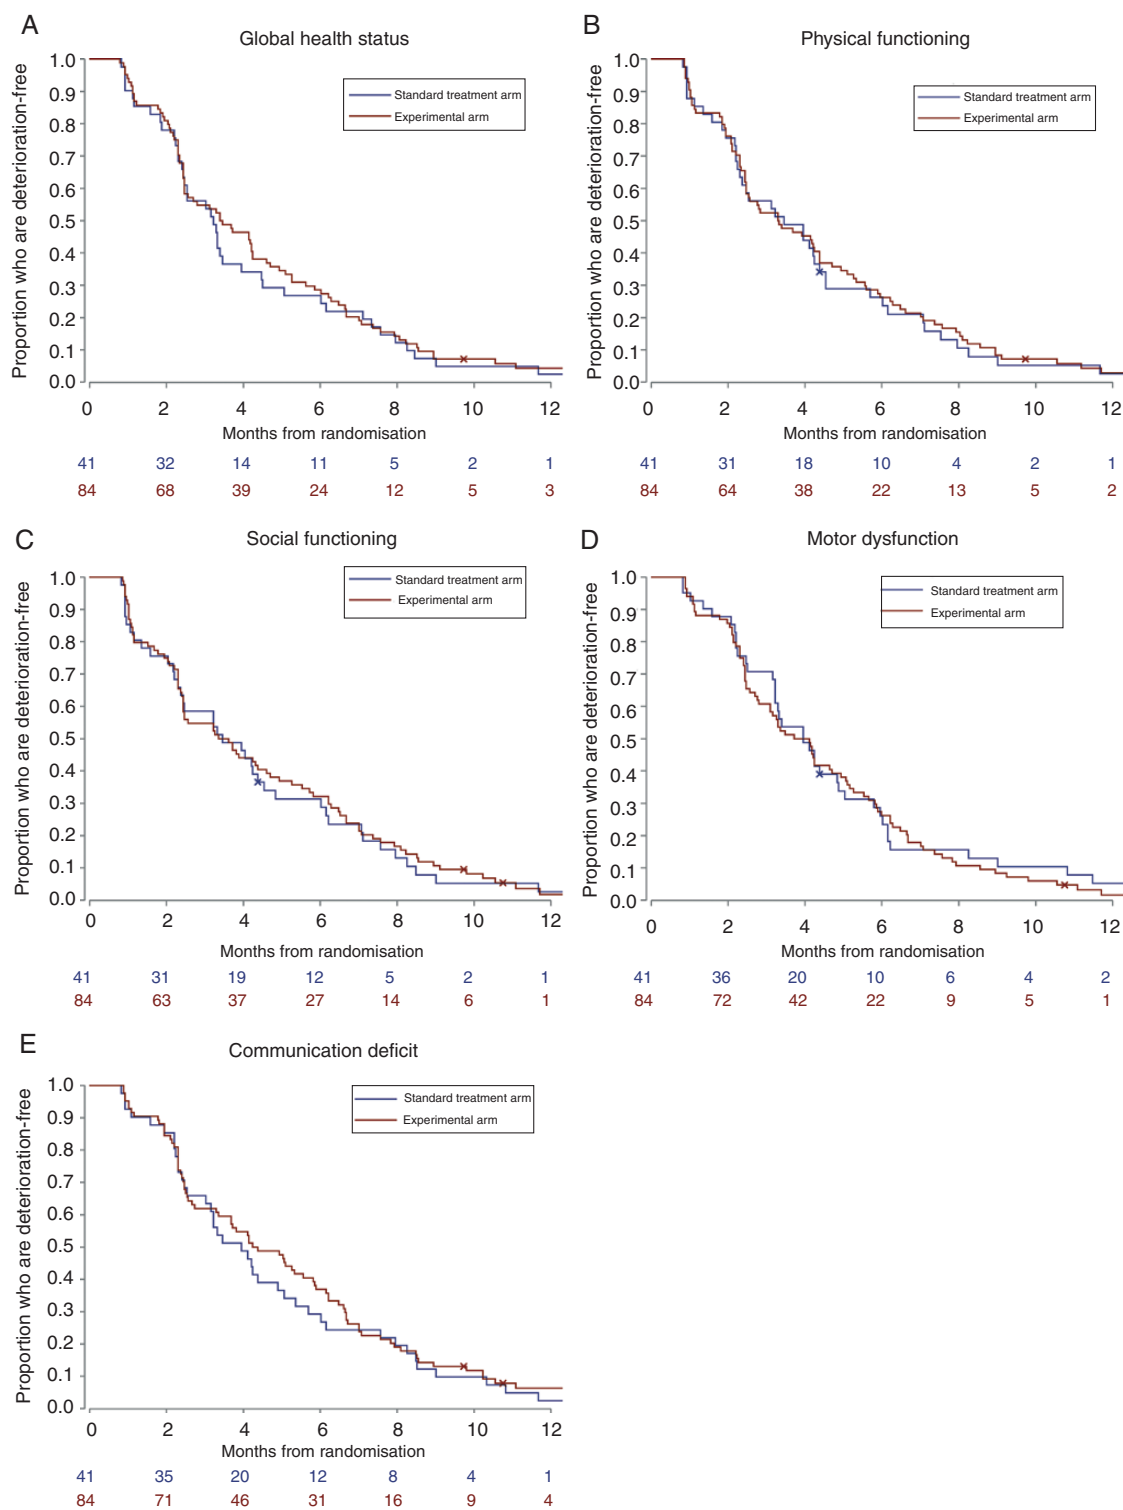 A
Global health status
Proportion who are deterioration-free
1.0
0.9
0.8
0.7
0.6
0.5
0.4
0.3
0.2
0.1
0.0
Standard treatment arm
Experimental arm
0 2 4 6 8 10 12
Months from randomisation
41 32 14 11 5 2 1
84 68 39 24 12 5 3
B
Physical functioning
Proportion who are deterioration-free
1.0
0.9
0.8
0.7
0.6
0.5
0.4
0.3
0.2
0.1
0.0
Standard treatment arm
Experimental arm
0 2 4 6 8 10 12
Months from randomisation
41 31 18 10 4 2 1
84 64 38 22 13 5 2
C
Social functioning
Proportion who are deterioration-free
1.0
0.9
0.8
0.7
0.6
0.5
0.4
0.3
0.2
0.1
0.0
Standard treatment arm
Experimental arm
0 2 4 6 8 10 12
Months from randomisation
41 31 19 12 5 2 1
84 63 37 27 14 6 1
D
Motor dysfunction
Proportion who are deterioration-free
1.0
0.9
0.8
0.7
0.6
0.5
0.4
0.3
0.2
0.1
0.0
Standard treatment arm
Experimental arm
0 2 4 6 8 10 12
Months from randomisation
41 36 20 10 6 4 2
84 72 42 22 9 5 1
E
Communication deficit
Proportion who are deterioration-free
1.0
0.9
0.8
0.7
0.6
0.5
0.4
0.3
0.2
0.1
0.0
Standard treatment arm
Experimental arm
0 2 4 6 8 10 12
Months from randomisation
41 35 20 12 8 4 1
84 71 46 31 16 9 4